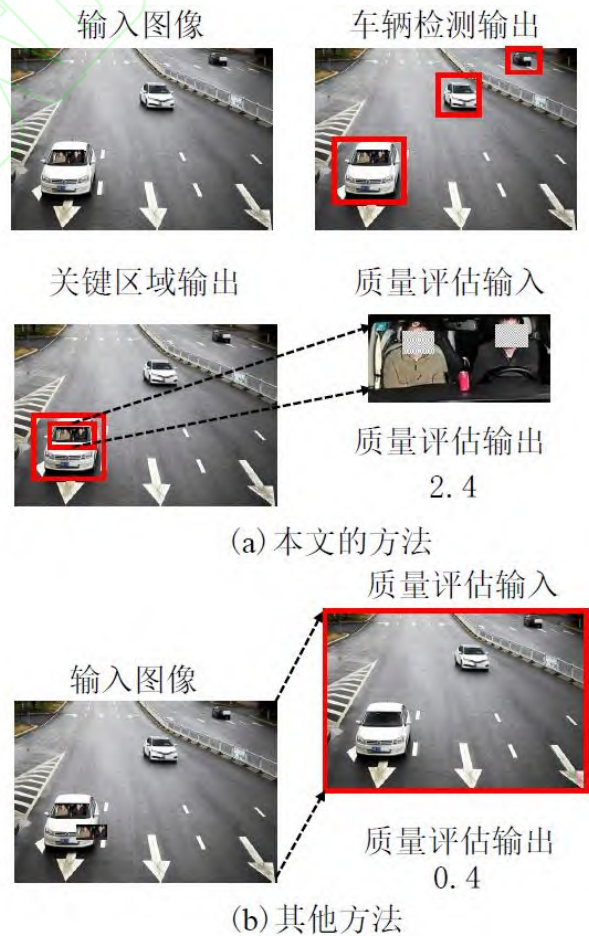 输入图像
车辆检测输出
关键区域输出
质量评估输入
质量评估输出
2.4
(a)本文的方法
质量评估输入
输入图像
质量评估输出
0.4
(b)其他方法